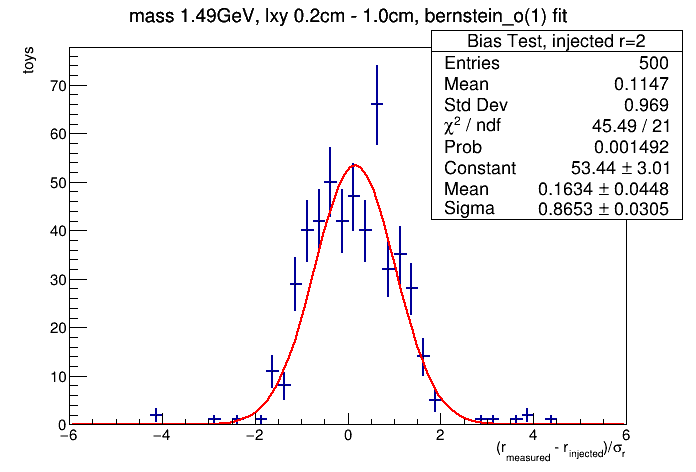 mass 1.49GeV, lxy 0.2cm - 1.0cm, bernstein_o(1) fit
toys
Bias Test, injected r=2
Entries 500
Mean 0.1147
Std Dev 0.969
χ² / ndf 45.49 / 21
Prob 0.001492
Constant 53.44 ± 3.01
Mean 0.1634 ± 0.0448
Sigma 0.8653 ± 0.0305
70
60
50
40
30
20
10
0
−6 −4 −2 0 2 4 6
(r_measured - r_injected)/σ_r